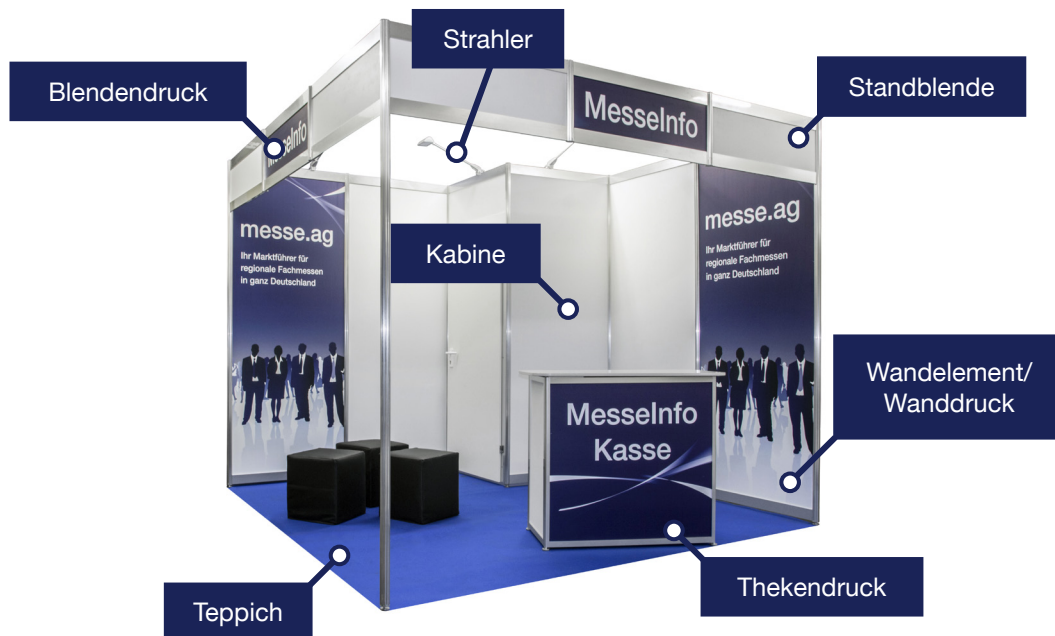 Strahler
Blendendruck
Standblende
MesseInfo
MesseInfo
messe.ag
Ihr Marktführer für
regionale Fachmessen
in ganz Deutschland
messe.ag
Ihr Marktführer für
regionale Fachmessen
in ganz Deutschland
Kabine
Wandelement/
Wanddruck
MesseInfo
Kasse
Thekendruck
Teppich